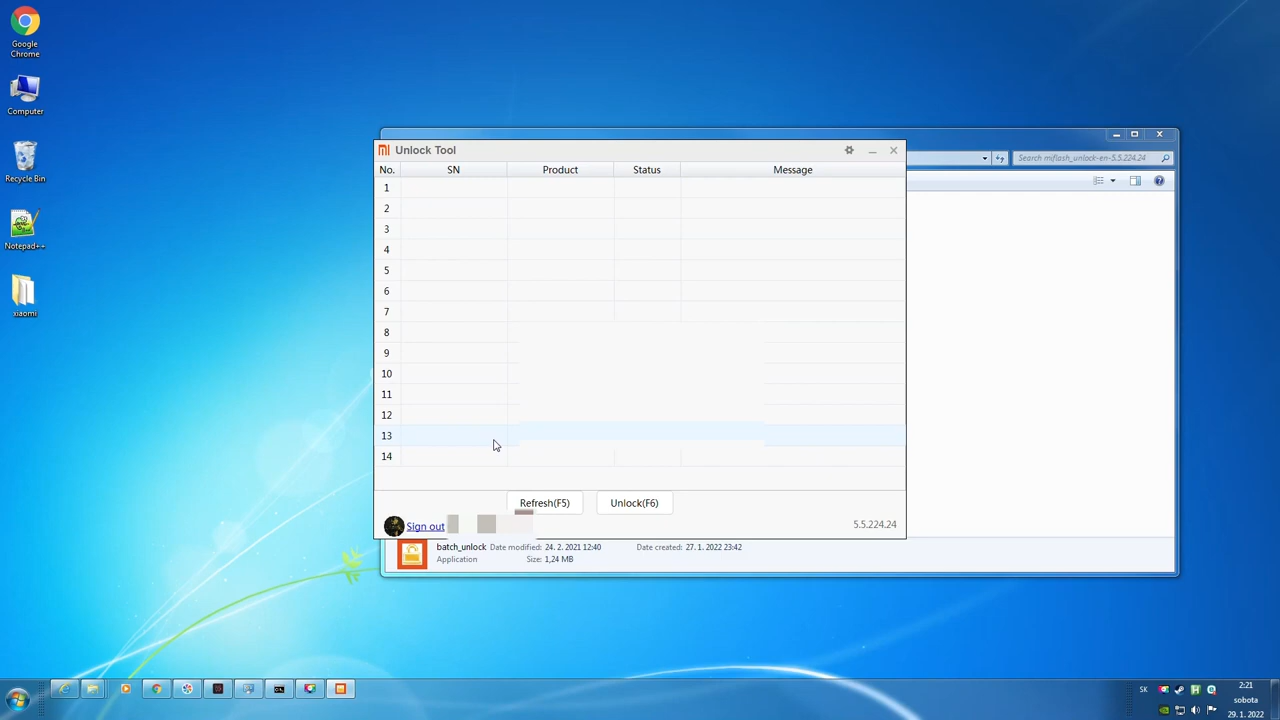 Google
Chrome
Computer
Recycle Bin
Notepad++
xiaomi
Search miflash_unlock-en-5.5.224.24
Unlock Tool
No. SN Product Status Message
1
2
3
4
5
6
7
8
9
10
11
12
13
14
Refresh(F5) Unlock(F6)
Sign out 5.5.224.24
batch_unlock Date modified: 24. 2. 2021 12:40 Date created: 27. 1. 2022 23:42
Application Size: 1,24 MB
SK 2:21
sobota
29. 1. 2022